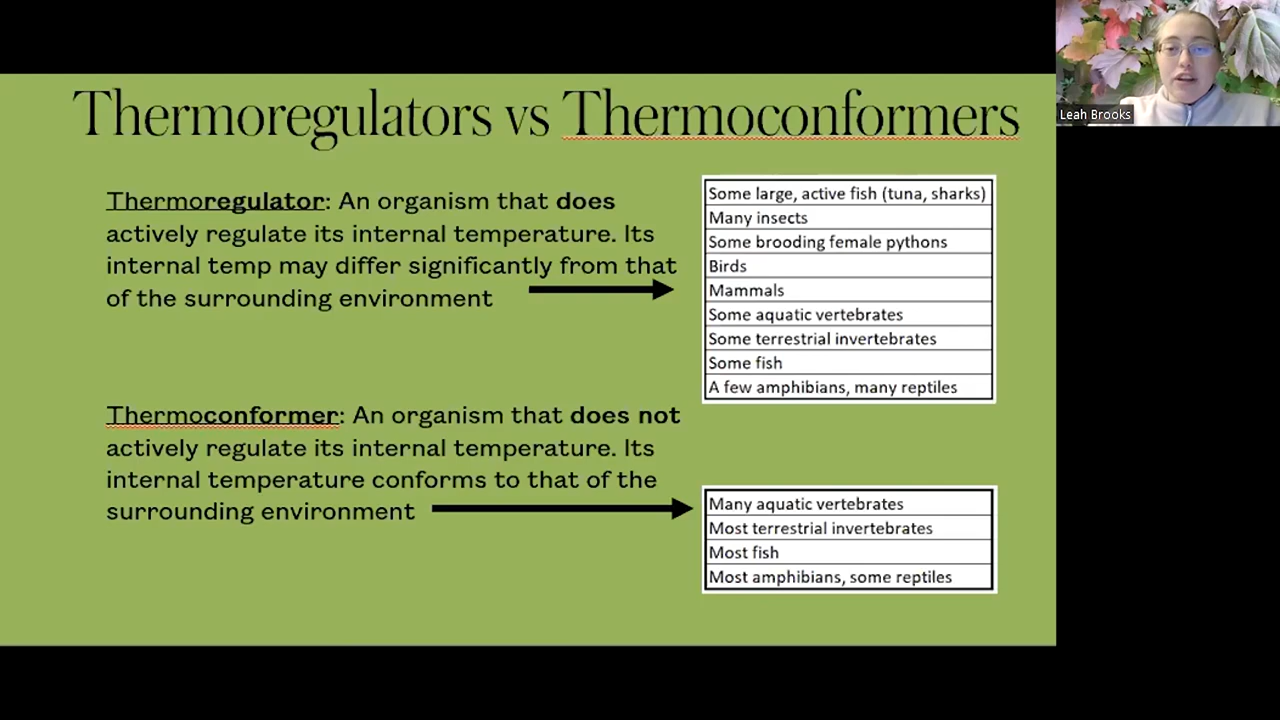 Thermoregulators vs Thermoconformers
Leah Brooks
Thermoregulator: An organism that does
actively regulate its internal temperature. Its
internal temp may differ significantly from that
of the surrounding environment
Some large, active fish (tuna, sharks)
Many insects
Some brooding female pythons
Birds
Mammals
Some aquatic vertebrates
Some terrestrial invertebrates
Some fish
A few amphibians, many reptiles
Thermoconformer: An organism that does not
actively regulate its internal temperature. Its
internal temperature conforms to that of the
surrounding environment
Many aquatic vertebrates
Most terrestrial invertebrates
Most fish
Most amphibians, some reptiles